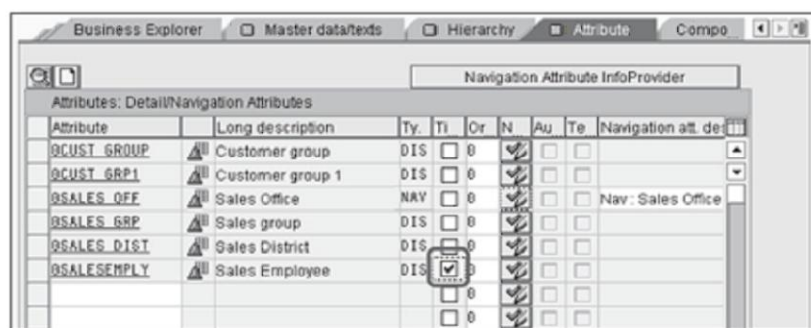 Business Explorer Master data/texts Hierarchy Attribute Compo
Navigation Attribute InfoProvider
Attributes: Detail/Navigation Attributes
Attribute Long description Ty. Ti Or N Au Te Navigation att. des
0CUST_GROUP Customer group DIS 0
0CUST_GRP1 Customer group 1 DIS 0
0SALES_OFF Sales Office NAV 0 Nav: Sales Office
0SALES_GRP Sales group DIS 0
0SALES_DIST Sales District DIS 0
0SALESEMPLY Sales Employee DIS 0
0
0